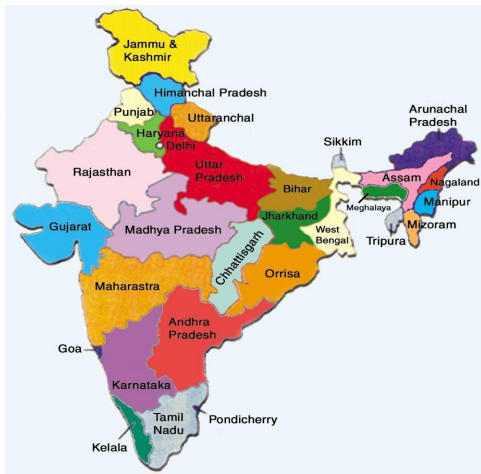 Jammu &
Kashmir
Himanchal Pradesh
Punjab
Uttaranchal
Haryana
Delhi
Arunachal
Pradesh
Sikkim
Rajasthan
Uttar
Pradesh
Assam
Nagaland
Bihar
Meghalaya
Manipur
Gujarat
Madhya Pradesh
Jharkhand
West
Bengal
Tripura
Mizoram
Chhattisgarh
Orrisa
Maharastra
Andhra
Pradesh
Goa
Karnataka
Tamil
Nadu
Pondicherry
Kelala